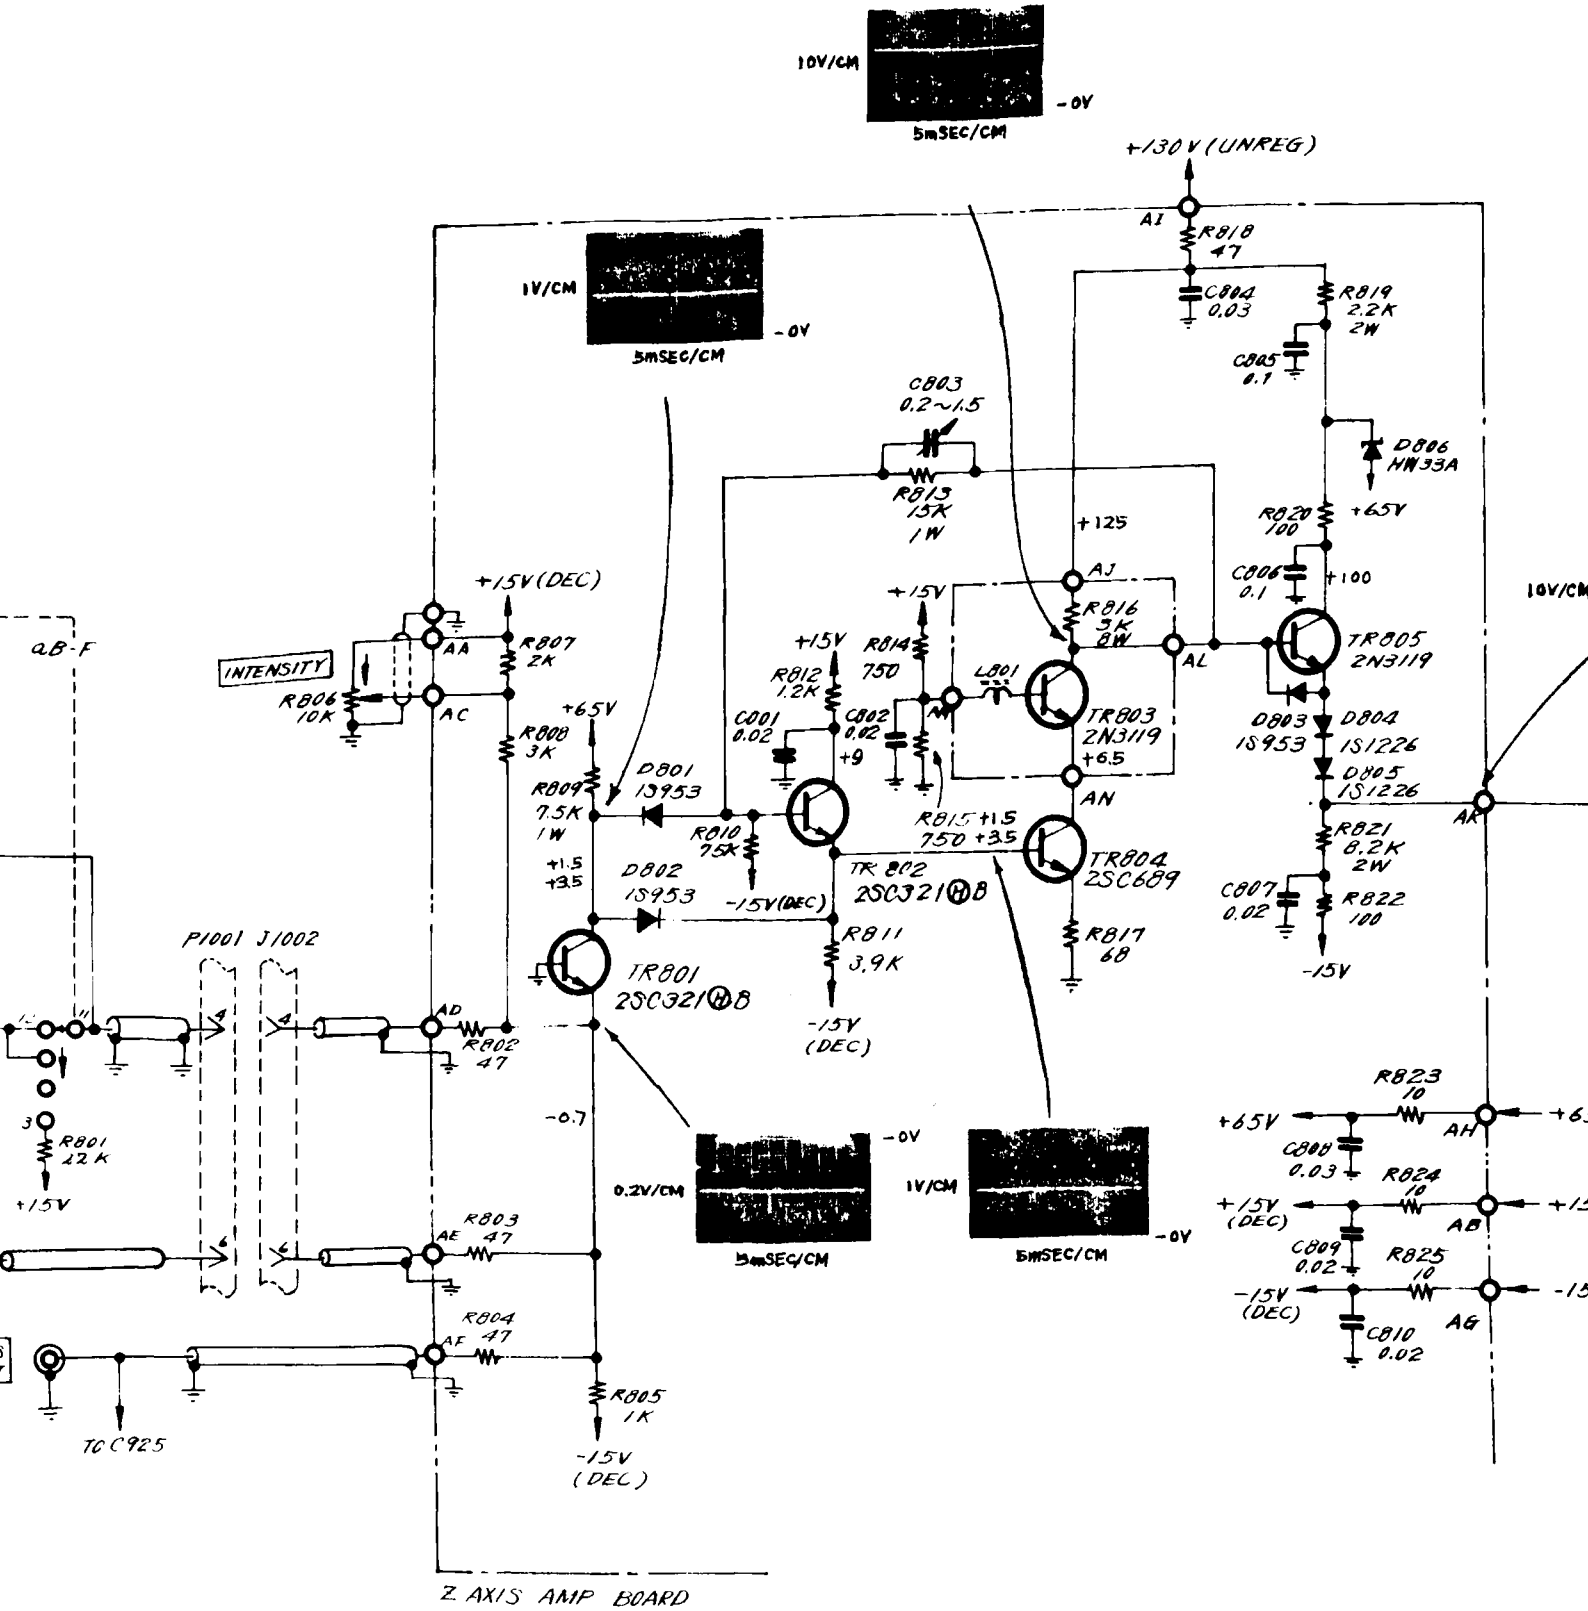 10V/CM
-0V
5mSEC/CM
+130V (UNREG)
AI
R818
47
1V/CM
-0V
5mSEC/CM
C804
0.03
R819
2.2K
2W
C805
0.1
C803
0.2~1.5
D806
HW33A
R813
15K
1W
+65V
R820
100
+125
C806
0.1
+100
10V/CM
+15V(DEC)
AJ
+15V
R816
3K
8W
aB-F
AA
R807
2K
INTENSITY
R806
10K
AC
+15V
R814
750
L801
AL
TR805
2N3119
R812
1.2K
+65V
C801
0.02
C802
0.02
TR803
2N3119
D803
1S953
D804
1S1226
R808
3K
+9
+6.5
D801
1S953
AN
D805
1S1226
R809
7.5K
1W
R810
75K
R815
750
+1.5
+3.5
AK
R821
8.2K
2W
+1.5
+3.5
D802
1S953
TR802
2SC321ⒽB
TR804
2SC689
C807
0.02
R822
100
-15V(DEC)
P1001
J1002
R811
3.9K
R817
68
TR801
2SC321ⒽB
-15V
AD
4
4
11
R802
47
-15V
(DEC)
R823
10
-0.7
3
R801
22K
+65V
AH
+65
C808
0.03
-0V
0.2V/CM
1V/CM
R824
10
+15V
+15V
(DEC)
AB
+15
-0V
5mSEC/CM
5mSEC/CM
R803
47
AE
6
6
C809
0.02
R825
10
-15V
(DEC)
AG
-15
R804
47
AF
C810
0.02
R805
1K
TO C925
-15V
(DEC)
Z AXIS AMP BOARD